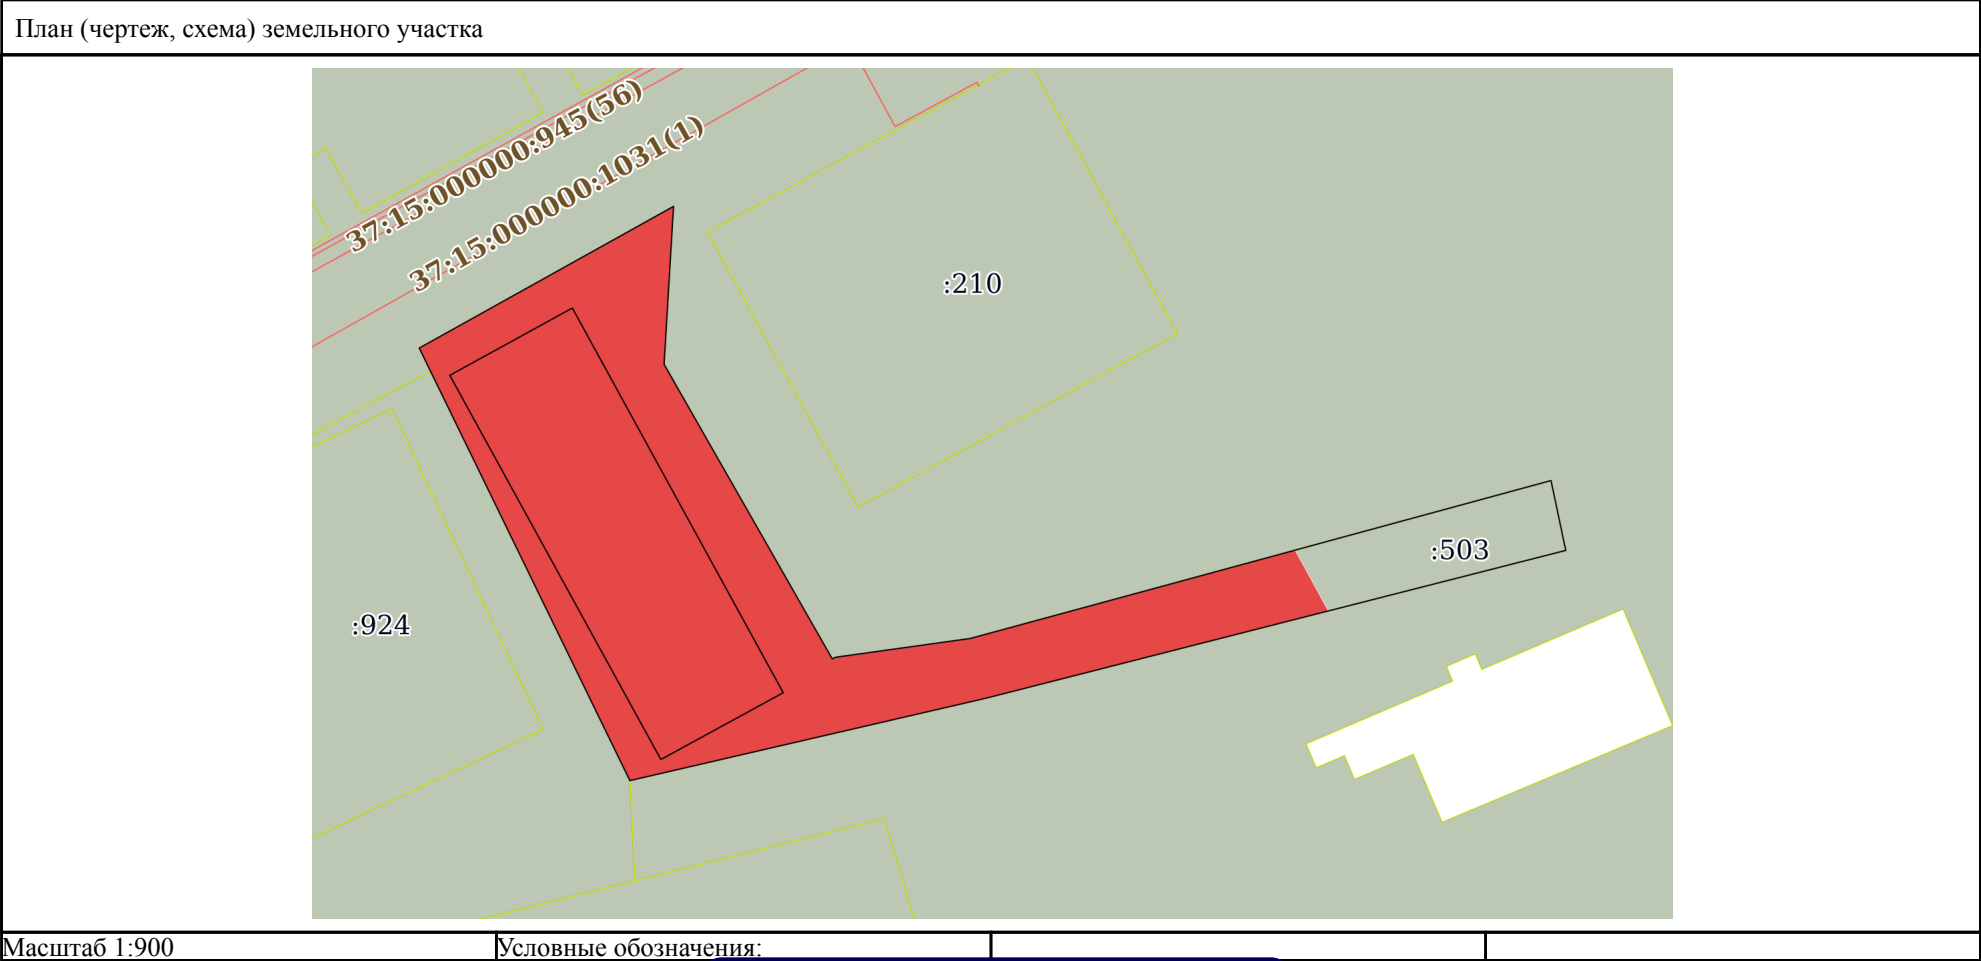 План (чертеж, схема) земельного участка
37:15:000000:945(56)
37:15:000000:1031(1)
:210
:503
:924
Масштаб 1:900
Условные обозначения: